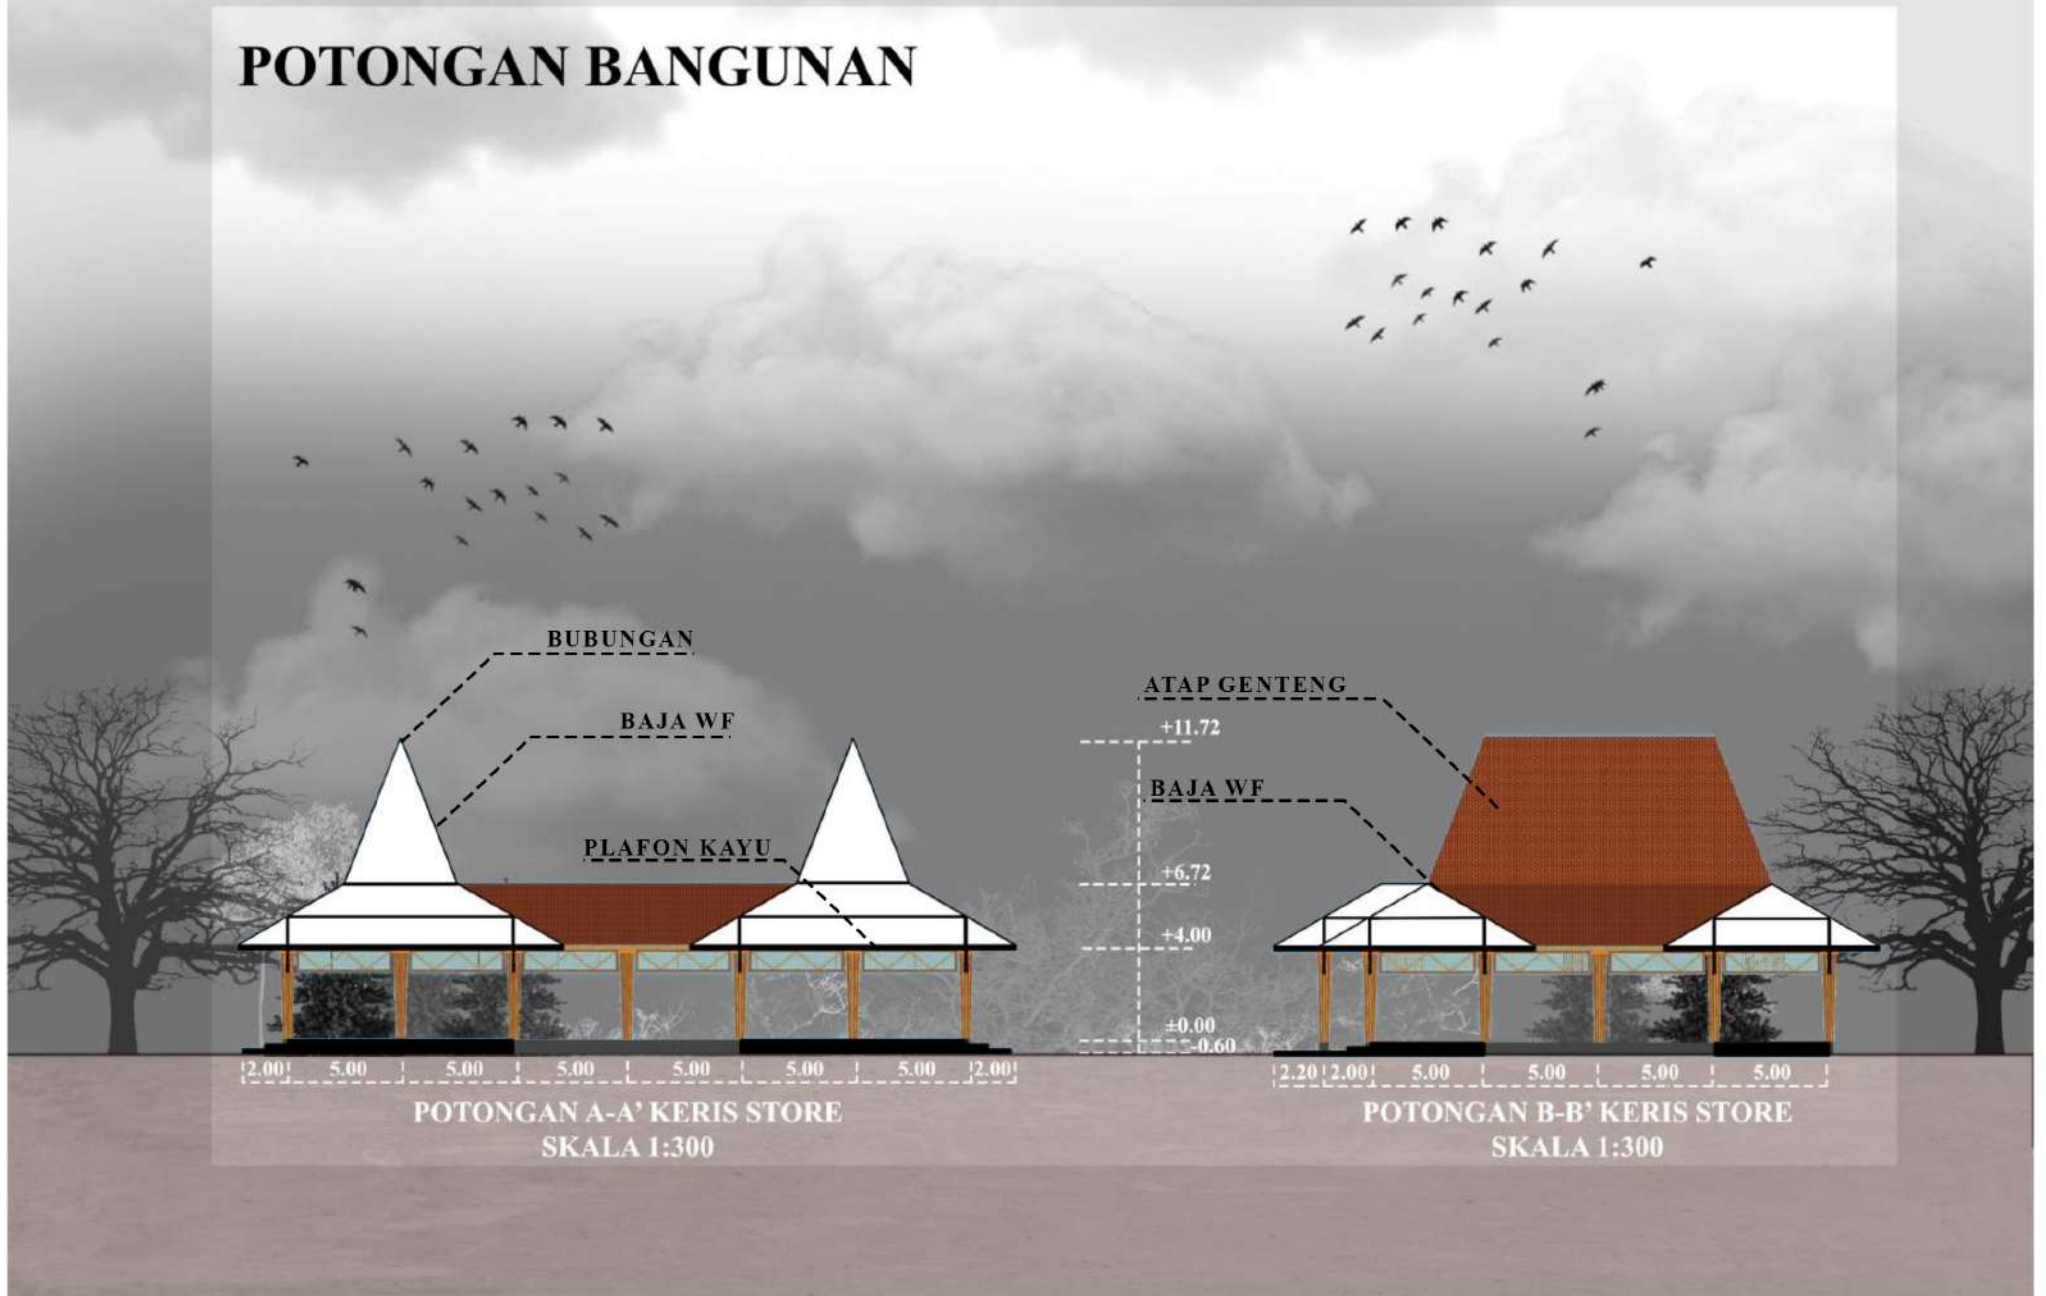 POTONGAN BANGUNAN
BUBUNGAN
BAJA WF
PLAFON KAYU
ATAP GENTENG
+11.72
BAJA WF
+6.72
+4.00
±0.00
-0.60
2.00 5.00 5.00 5.00 5.00 5.00 5.00 2.00
POTONGAN A-A’ KERIS STORE
SKALA 1:300
2.20 2.00 5.00 5.00 5.00 5.00
POTONGAN B-B’ KERIS STORE
SKALA 1:300